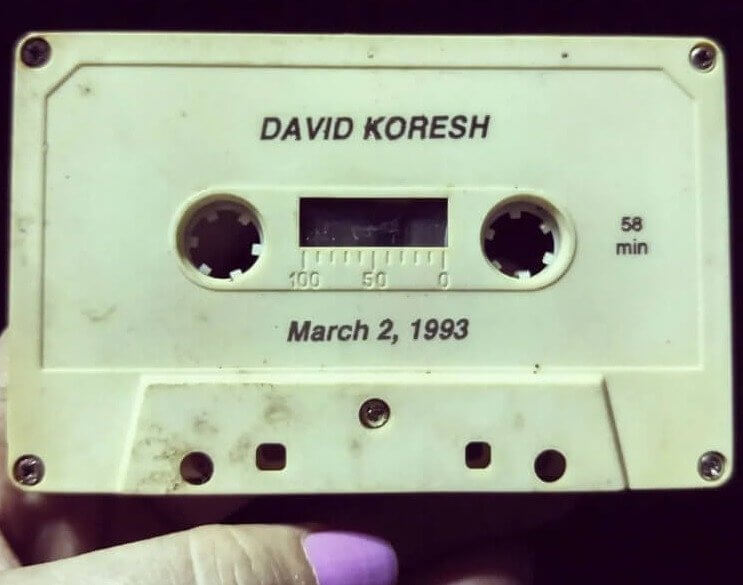 DAVID KORESH
58
min
100 50 0
March 2, 1993